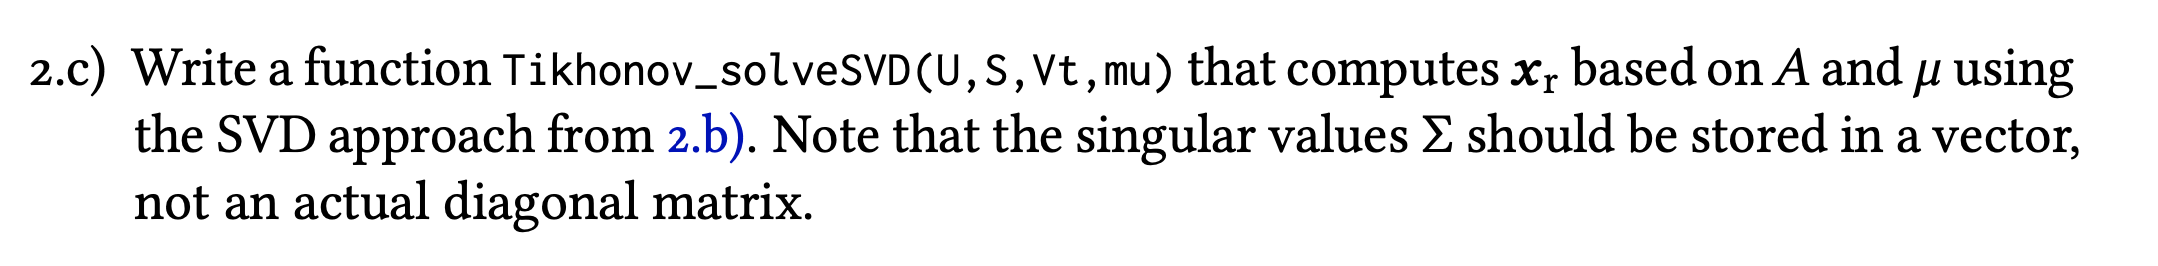 2.c) Write a function Tikhonov_solveSVD(U,S,Vt,mu) that computes xr based on A and μ using
the SVD approach from 2.b). Note that the singular values Σ should be stored in a vector,
not an actual diagonal matrix.